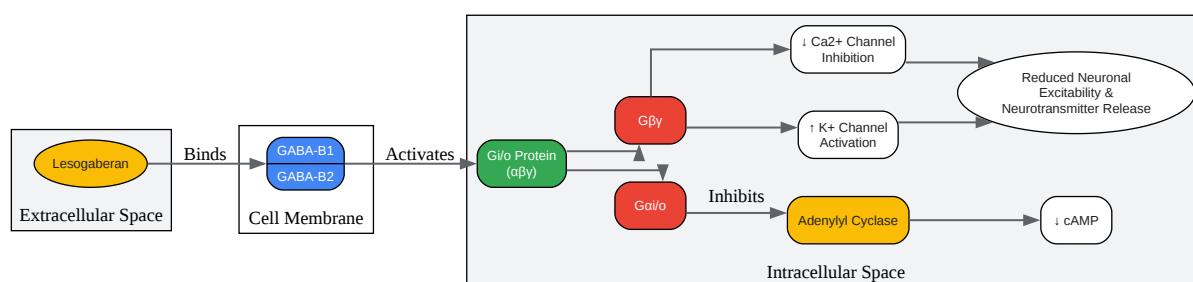 Lesogaberan
Extracellular Space
Binds
GABA-B1
GABA-B2
Cell Membrane
Activates
Gi/o Protein
(αβγ)
Gβγ
Gαi/o
↓ Ca2+ Channel
Inhibition
↑ K+ Channel
Activation
Reduced Neuronal
Excitability &
Neurotransmitter Release
Inhibits
Adenylyl Cyclase
↓ cAMP
Intracellular Space